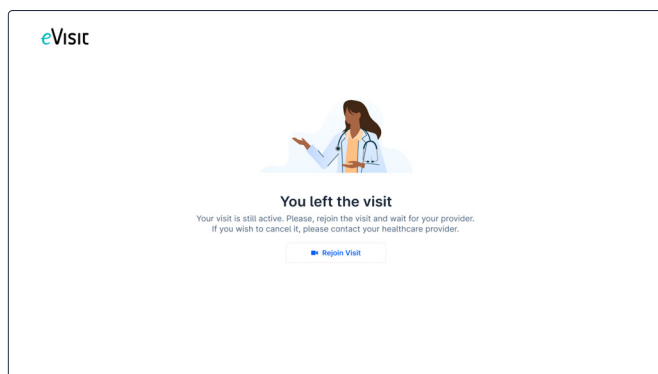 eVisit
You left the visit
Your visit is still active. Please, rejoin the visit and wait for your provider.
If you wish to cancel it, please contact your healthcare provider.
Rejoin Visit